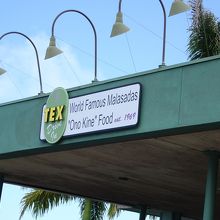 TEX
Drive In
World Famous Malasadas
"Ono Kine" Food est. 1969